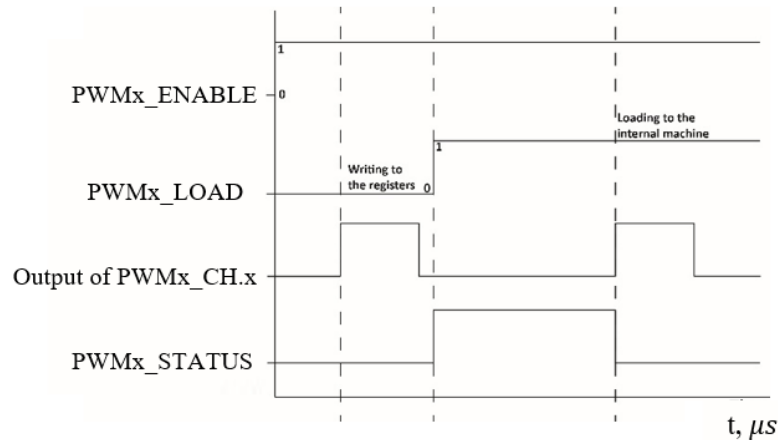 1
PWMx_ENABLE
0
Loading to the
internal machine
1
Writing to
the registers 0
PWMx_LOAD
Output of PWMx_CH.x
PWMx_STATUS
t, μs